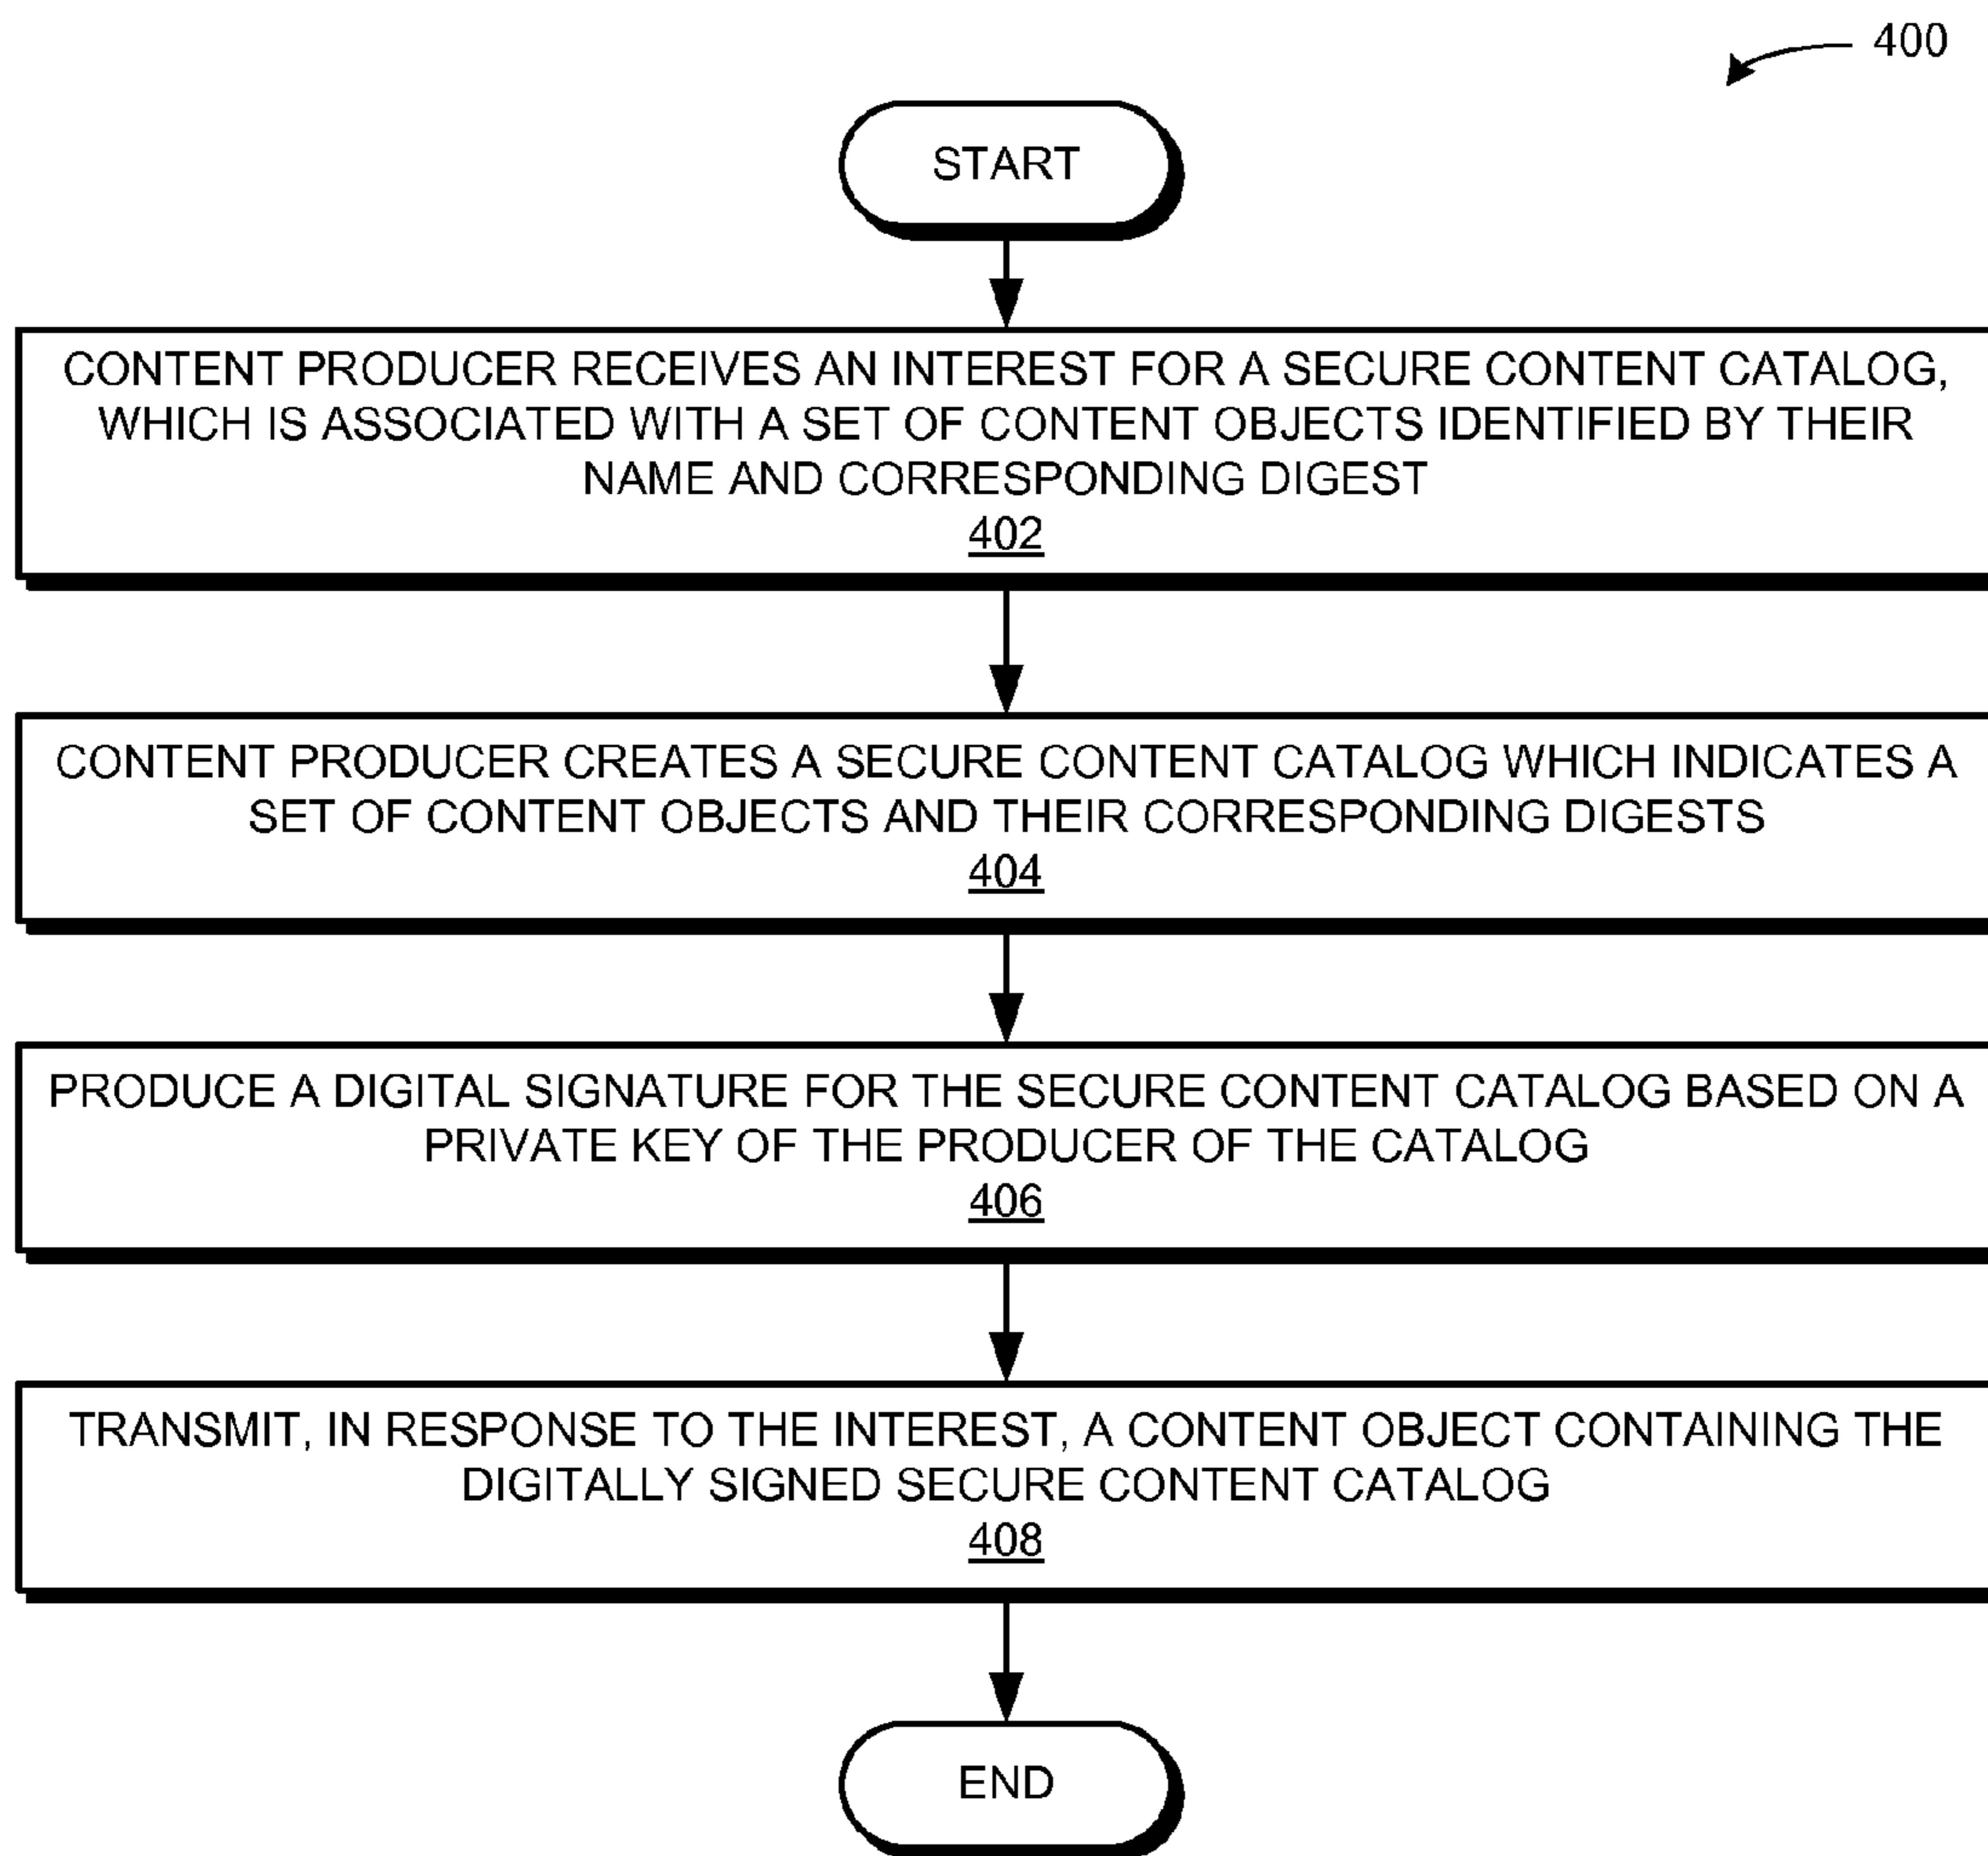 400
START
CONTENT PRODUCER RECEIVES AN INTEREST FOR A SECURE CONTENT CATALOG,
WHICH IS ASSOCIATED WITH A SET OF CONTENT OBJECTS IDENTIFIED BY THEIR
NAME AND CORRESPONDING DIGEST
402
CONTENT PRODUCER CREATES A SECURE CONTENT CATALOG WHICH INDICATES A
SET OF CONTENT OBJECTS AND THEIR CORRESPONDING DIGESTS
404
PRODUCE A DIGITAL SIGNATURE FOR THE SECURE CONTENT CATALOG BASED ON A
PRIVATE KEY OF THE PRODUCER OF THE CATALOG
406
TRANSMIT, IN RESPONSE TO THE INTEREST, A CONTENT OBJECT CONTAINING THE
DIGITALLY SIGNED SECURE CONTENT CATALOG
408
END